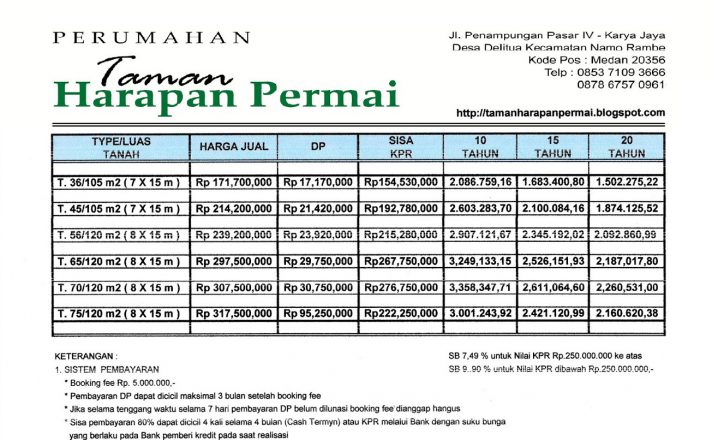 PERUMAHAN
Taman
Harapan Permai
Jl. Penampungan Pasar IV - Karya Jaya
Desa Delitua Kecamatan Namo Rambe
Kode Pos : Medan 20356
Telp : 0853 7109 3666
0878 6757 0961
http://tamanharapanpermai.blogspot.com
TYPE/LUAS TANAH HARGA JUAL DP SISA KPR 10 TAHUN 15 TAHUN 20 TAHUN
T. 36/105 m2 ( 7 X 15 m ) Rp 171,700,000 Rp 17,170,000 Rp154,530,000 2.086.759,16 1.683.400,80 1.502.275,22
T. 45/105 m2 ( 7 X 15 m ) Rp 214,200,000 Rp 21,420,000 Rp192,780,000 2.603.283,70 2.100.084,16 1.874.125,52
T. 56/120 m2 ( 8 X 15 m ) Rp 239,200,000 Rp 23,920,000 Rp215,280,000 2.907.121,67 2.345.192,02 2.092.860,99
T. 65/120 m2 ( 8 X 15 m ) Rp 297,500,000 Rp 29,750,000 Rp267,750,000 3,249,133,15 2,526,151,93 2,187,017,80
T. 70/120 m2 ( 8 X 15 m ) Rp 307,500,000 Rp 30,750,000 Rp276,750,000 3,358,347,71 2,611,064,60 2,260,531,00
T. 75/120 m2 ( 8 X 15 m ) Rp 317,500,000 Rp 95,250,000 Rp222,250,000 3.001.243,92 2.421.120,99 2.160.620,38
KETERANGAN :
1. SISTEM PEMBAYARAN
* Booking fee Rp. 5.000.000,-
* Pembayaran DP dapat dicicil maksimal 3 bulan setelah booking fee
* Jika selama tenggang waktu selama 7 hari pembayaran DP belum dilunasi booking fee dianggap hangus
* Sisa pembayaran 80% dapat dicicil 4 kali selama 4 bulan (Cash Termyn) atau KPR melalui Bank dengan suku bunga
yang berlaku pada Bank pemberi kredit pada saat realisasi
SB 7,49 % untuk Nilai KPR Rp.250.000.000 ke atas
SB 9..90 % untuk Nilai KPR dibawah Rp.250.000.000,-